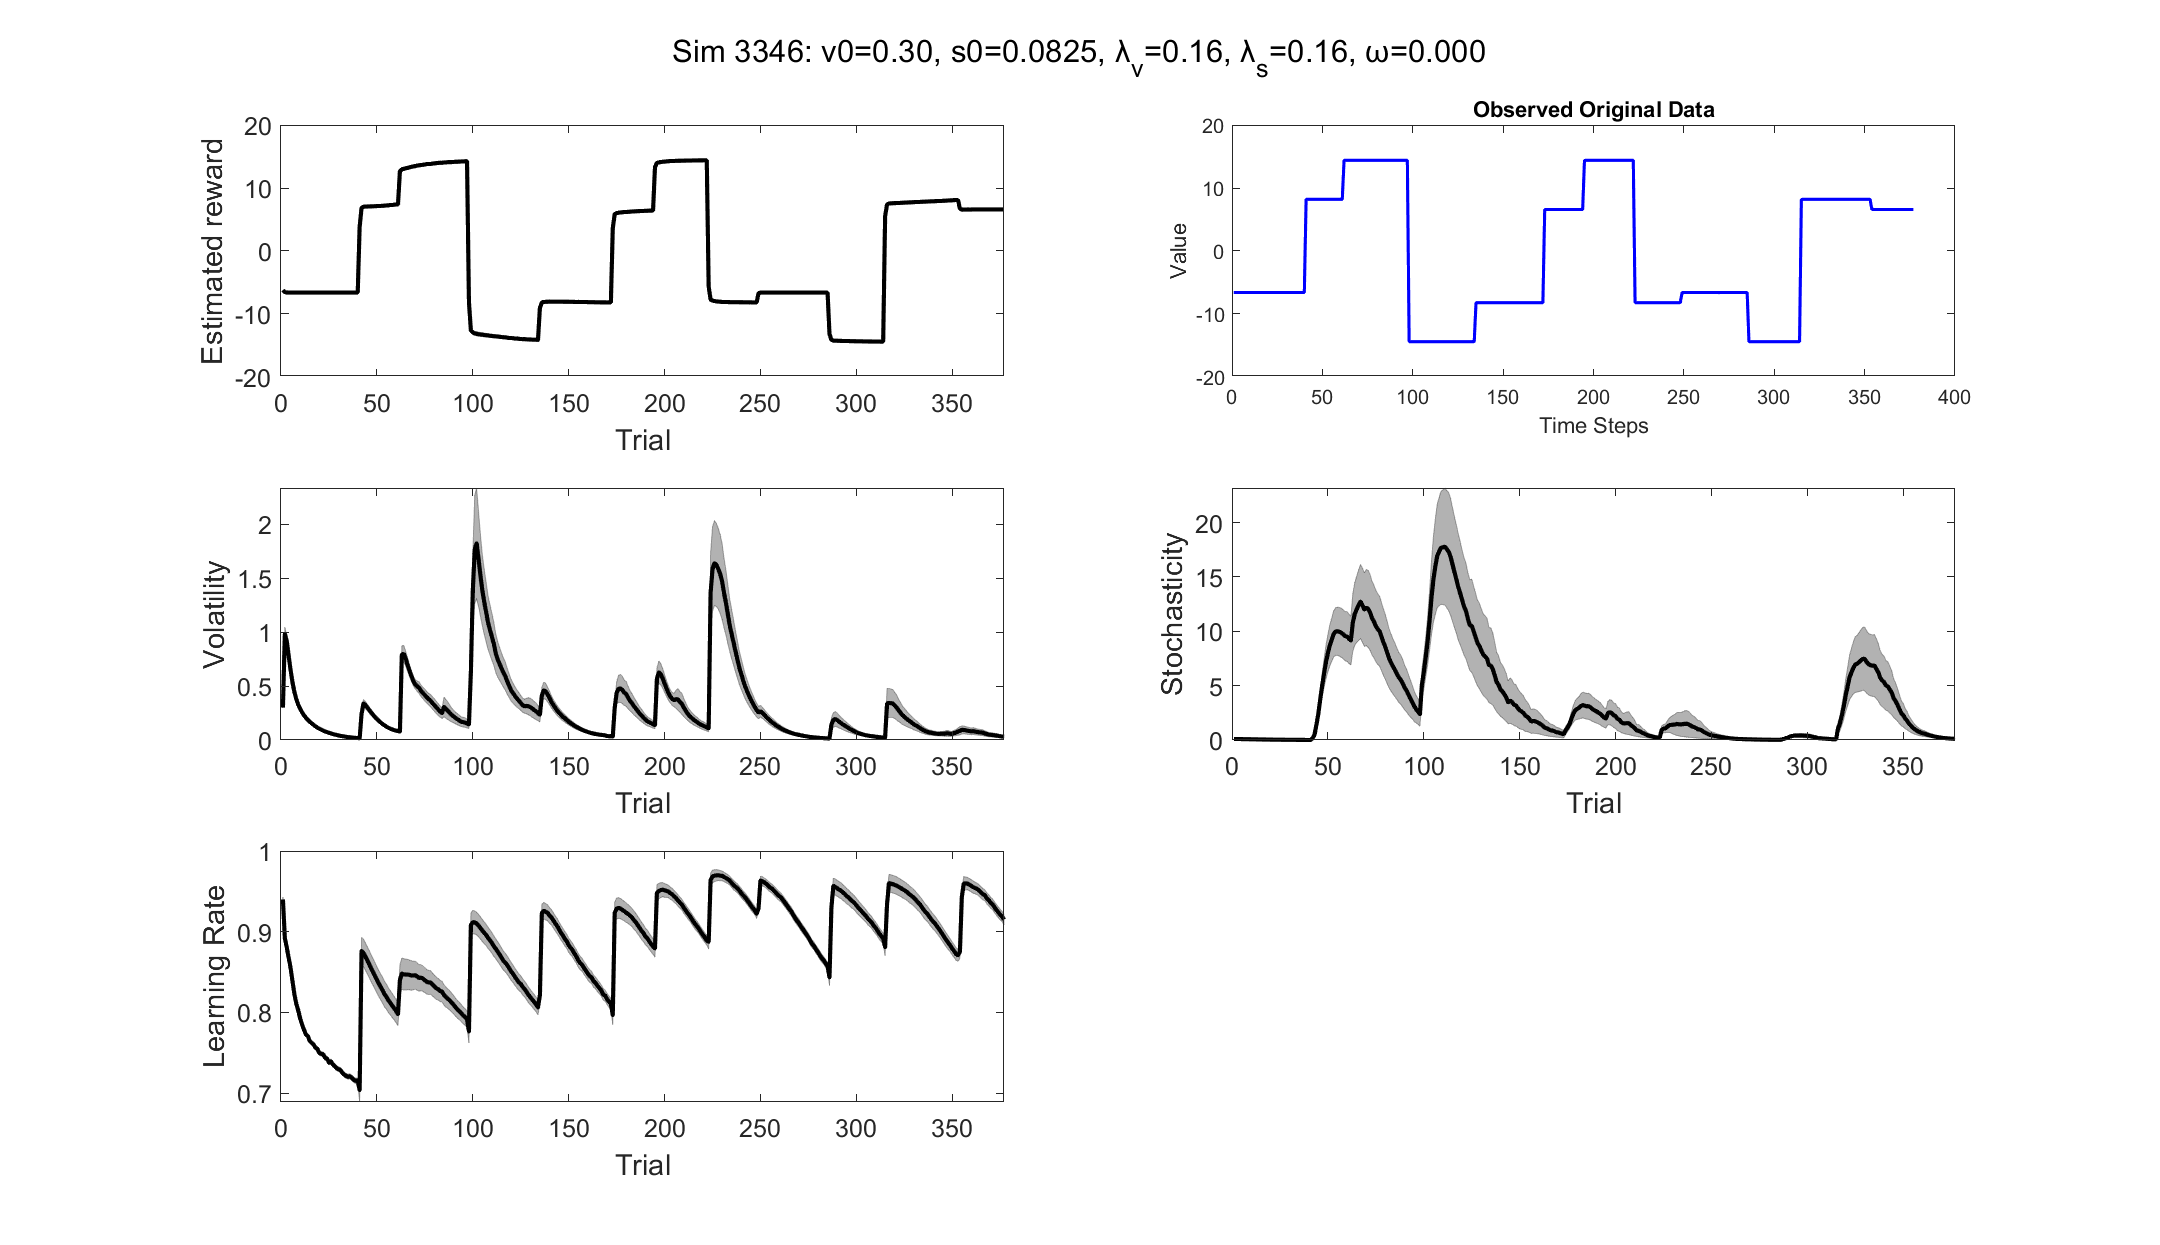 Sim 3346: v0=0.30, s0=0.0825, λv=0.16, λs=0.16, ω=0.000
Estimated reward
20
10
0
-10
-20
0 50 100 150 200 250 300 350
Trial
Observed Original Data
Value
20
10
0
-10
-20
0 50 100 150 200 250 300 350 400
Time Steps
Volatility
2
1.5
1
0.5
0
0 50 100 150 200 250 300 350
Trial
Stochasticity
20
15
10
5
0
0 50 100 150 200 250 300 350
Trial
Learning Rate
1
0.9
0.8
0.7
0 50 100 150 200 250 300 350
Trial